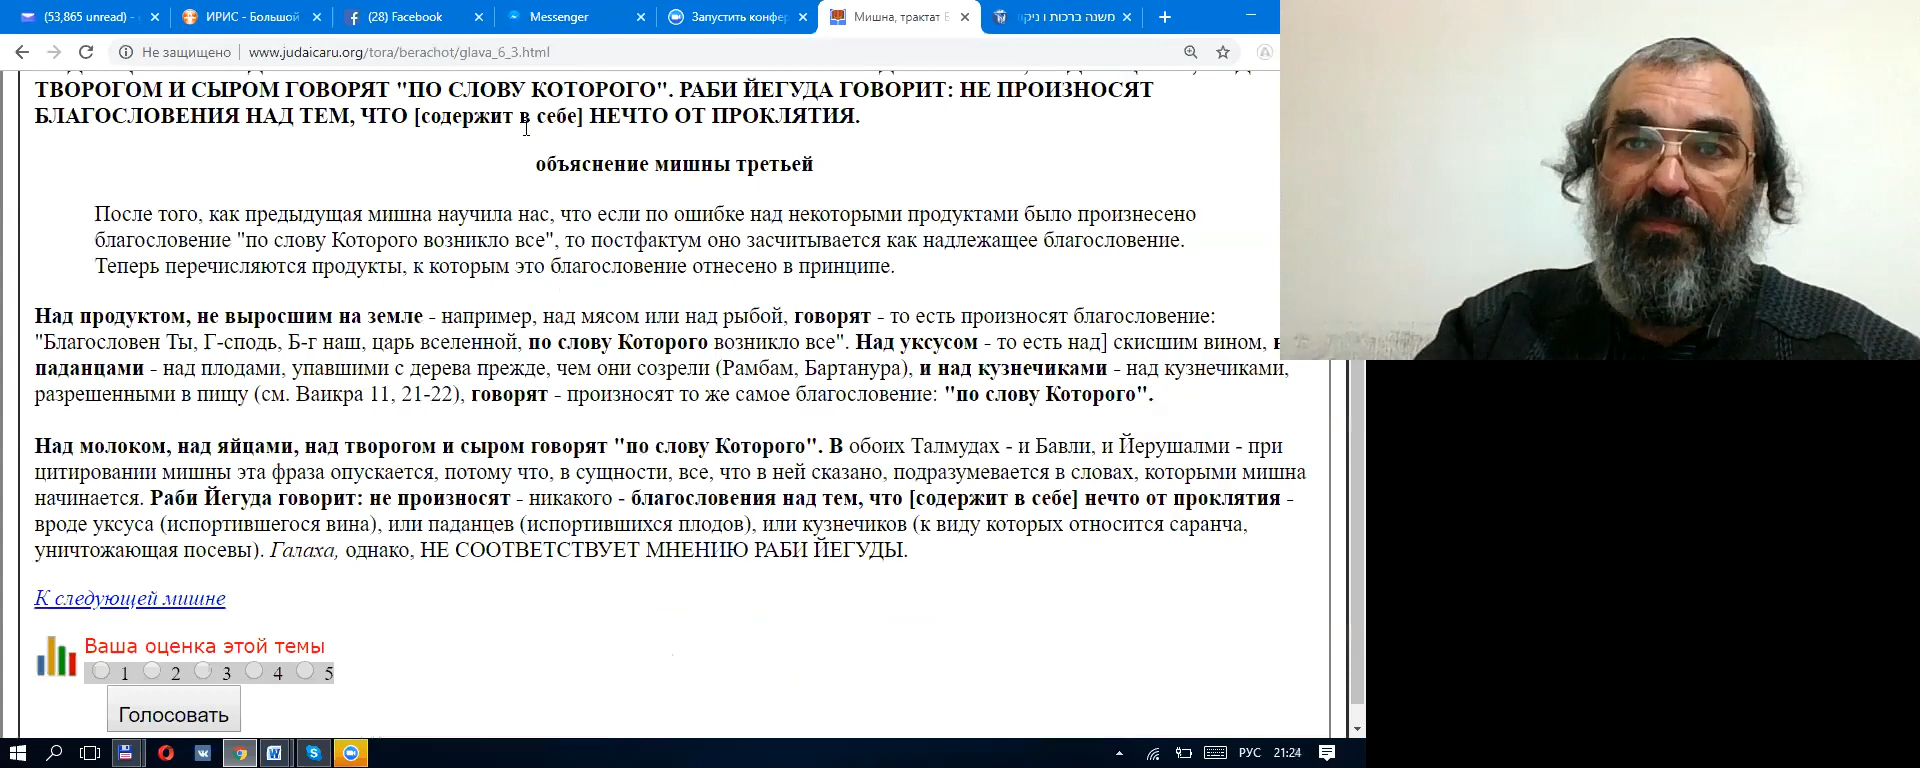 (53,865 unread) -
ИРИС - Большой
(28) Facebook
Messenger
Запустить конфер
Мишна, трактат Б
משנה ברכות ו ניקו
Не защищено
www.judaicaru.org/tora/berachot/glava_6_3.html
ТВОРОГОМ И СЫРОМ ГОВОРЯТ "ПО СЛОВУ КОТОРОГО". РАБИ ЙЕГУДА ГОВОРИТ: НЕ ПРОИЗНОСЯТ
БЛАГОСЛОВЕНИЯ НАД ТЕМ, ЧТО [содержит в себе] НЕЧТО ОТ ПРОКЛЯТИЯ.
объяснение мишны третьей
После того, как предыдущая мишна научила нас, что если по ошибке над некоторыми продуктами было произнесено
благословение "по слову Которого возникло все", то постфактум оно засчитывается как надлежащее благословение.
Теперь перечисляются продукты, к которым это благословение отнесено в принципе.
Над продуктом, не выросшим на земле - например, над мясом или над рыбой, говорят - то есть произносят благословение:
"Благословен Ты, Г-сподь, Б-г наш, царь вселенной, по слову Которого возникло все". Над уксусом - то есть над] скисшим вином,
паданцами - над плодами, упавшими с дерева прежде, чем они созрели (Рамбам, Бартанура), и над кузнечиками - над кузнечиками,
разрешенными в пищу (см. Ваикра 11, 21-22), говорят - произносят то же самое благословение: "по слову Которого".
Над молоком, над яйцами, над творогом и сыром говорят "по слову Которого". В обоих Талмудах - и Бавли, и Йерушалми - при
цитировании мишны эта фраза опускается, потому что, в сущности, все, что в ней сказано, подразумевается в словах, которыми мишна
начинается. Раби Йегуда говорит: не произносят - никакого - благословения над тем, что [содержит в себе] нечто от проклятия -
вроде уксуса (испортившегося вина), или паданцев (испортившихся плодов), или кузнечиков (к виду которых относится саранча,
уничтожающая посевы). Галаха, однако, НЕ СООТВЕТСТВУЕТ МНЕНИЮ РАБИ ЙЕГУДЫ.
К следующей мишне
Ваша оценка этой темы
1 2 3 4 5
Голосовать
РУС 21:24